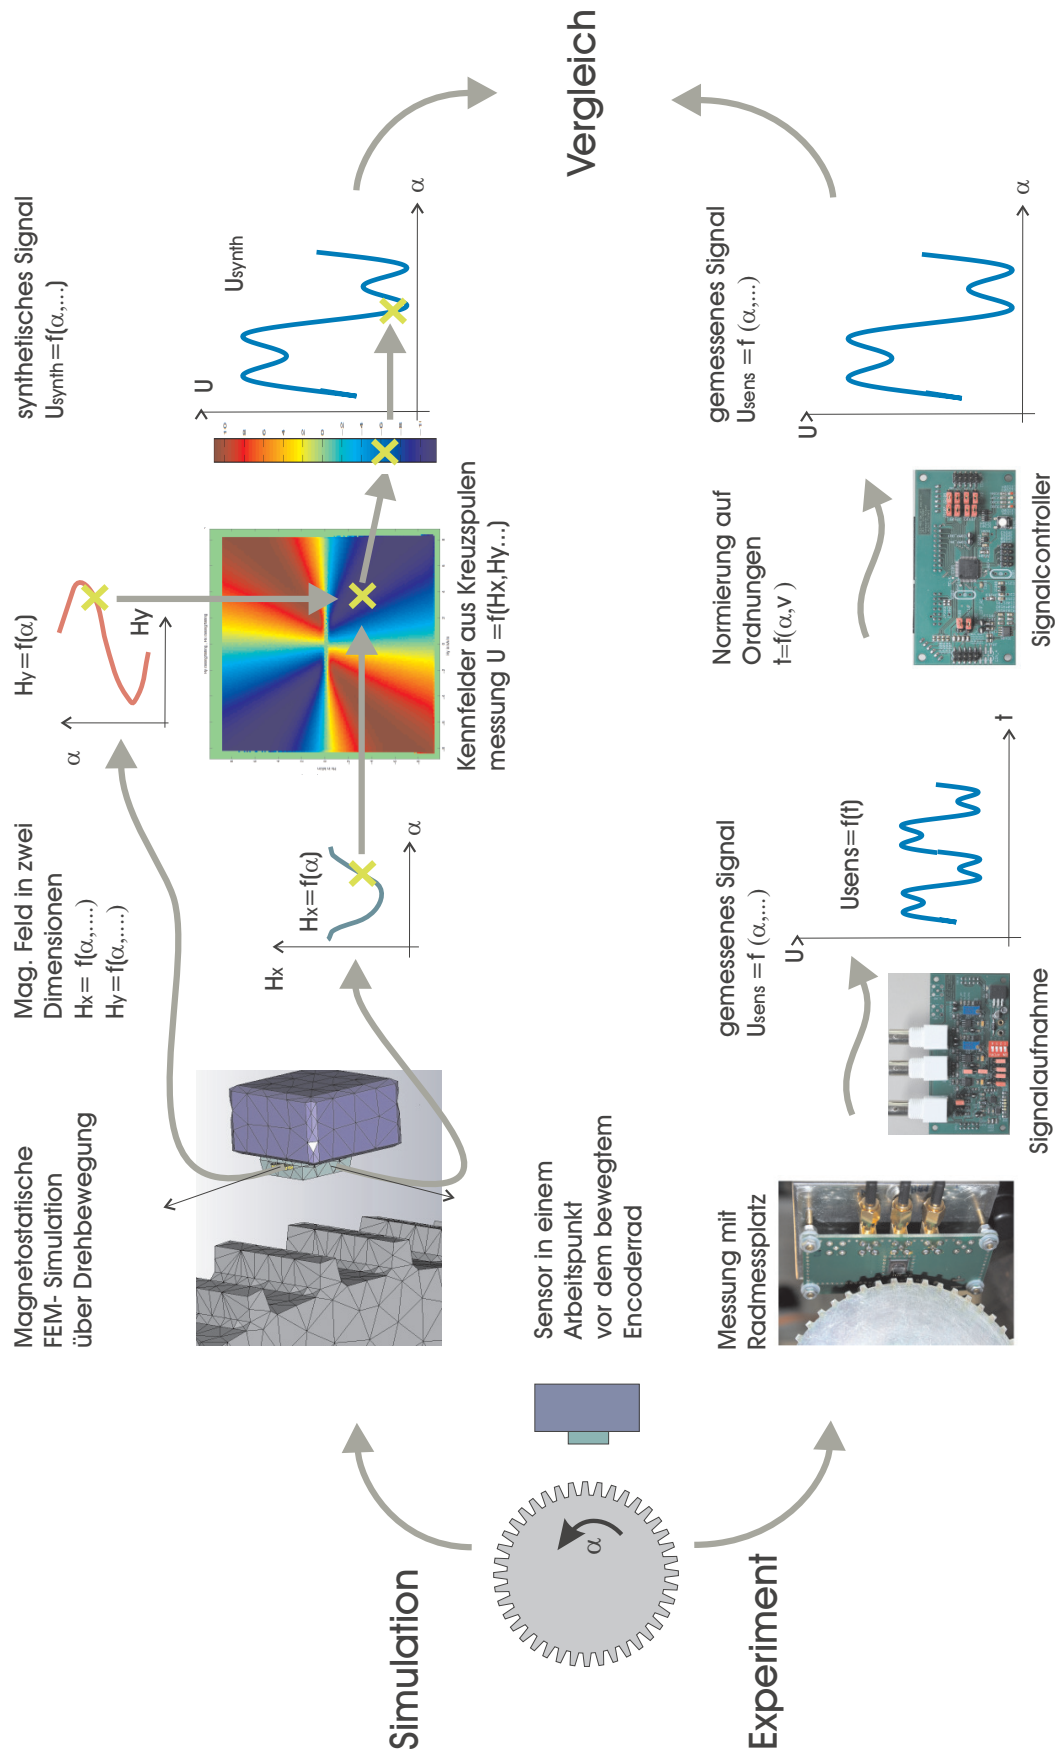 Simulation
Magnetostatische
FEM- Simulation
über Drehbewegung
Mag. Feld in zwei
Dimensionen
Hx= f(α,...)
Hy=f(α,...)
Hy=f(α)
α
Hy
Hx
Hx=f(α)
α
Kennfelder aus Kreuzspulen
messung U =f(Hx,Hy...)
synthetisches Signal
Usynth=f(α,...)
U
Usynth
α
Vergleich
α
Sensor in einem
Arbeitspunkt
vor dem bewegtem
Encoderrad
Experiment
Messung mit
Radmessplatz
Signalaufnahme
gemessenes Signal
Usens = f (α,...)
U
Usens=f(t)
t
Normierung auf
Ordnungen
t=f(α,v)
Signalcontroller
gemessenes Signal
Usens = f (α,...)
U
α